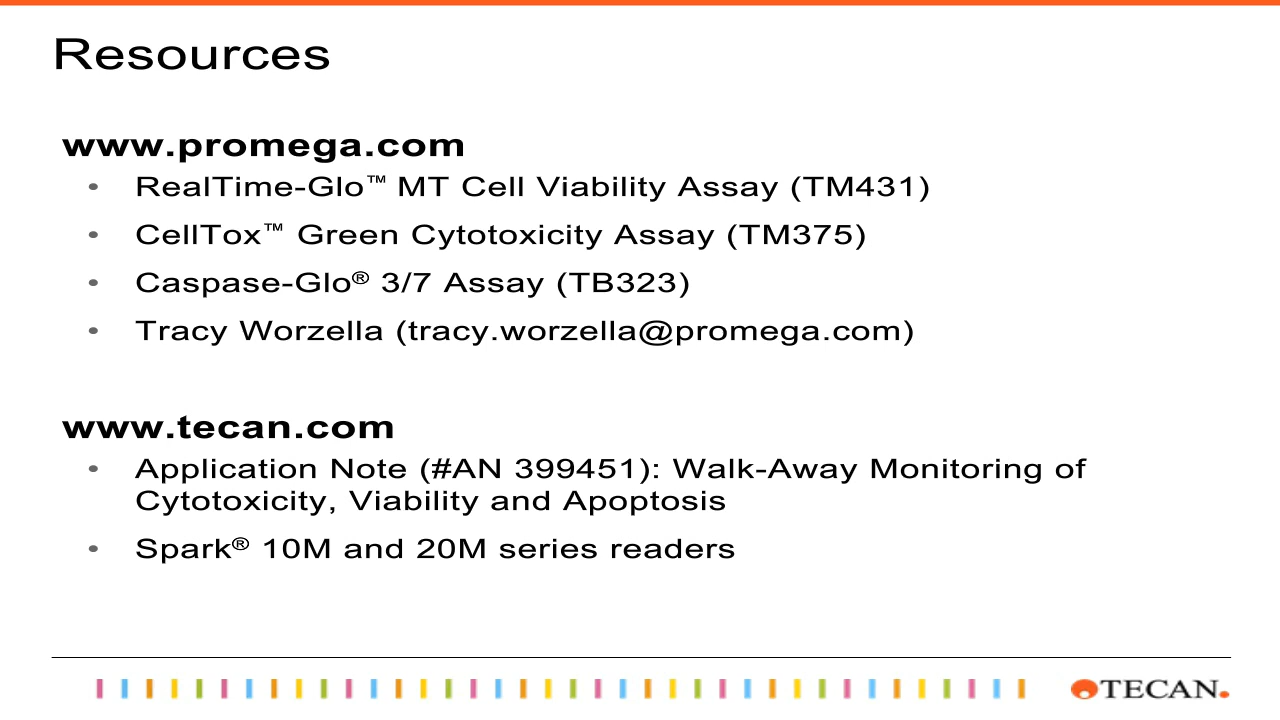 Resources
www.promega.com
• RealTime-Glo™ MT Cell Viability Assay (TM431)
• CellTox™ Green Cytotoxicity Assay (TM375)
• Caspase-Glo® 3/7 Assay (TB323)
• Tracy Worzella (tracy.worzella@promega.com)
www.tecan.com
• Application Note (#AN 399451): Walk-Away Monitoring of
Cytotoxicity, Viability and Apoptosis
• Spark® 10M and 20M series readers
TECAN.